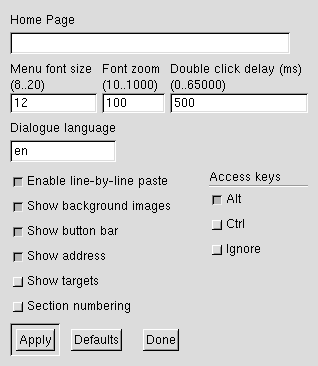 Home Page
Menu font size Font zoom Double click delay (ms)
(8..20) (10..1000) (0..65000)
12 100 500
Dialogue language
en
Enable line-by-line paste
Show background images
Show button bar
Show address
Show targets
Section numbering
Access keys
Alt
Ctrl
Ignore
Apply Defaults Done